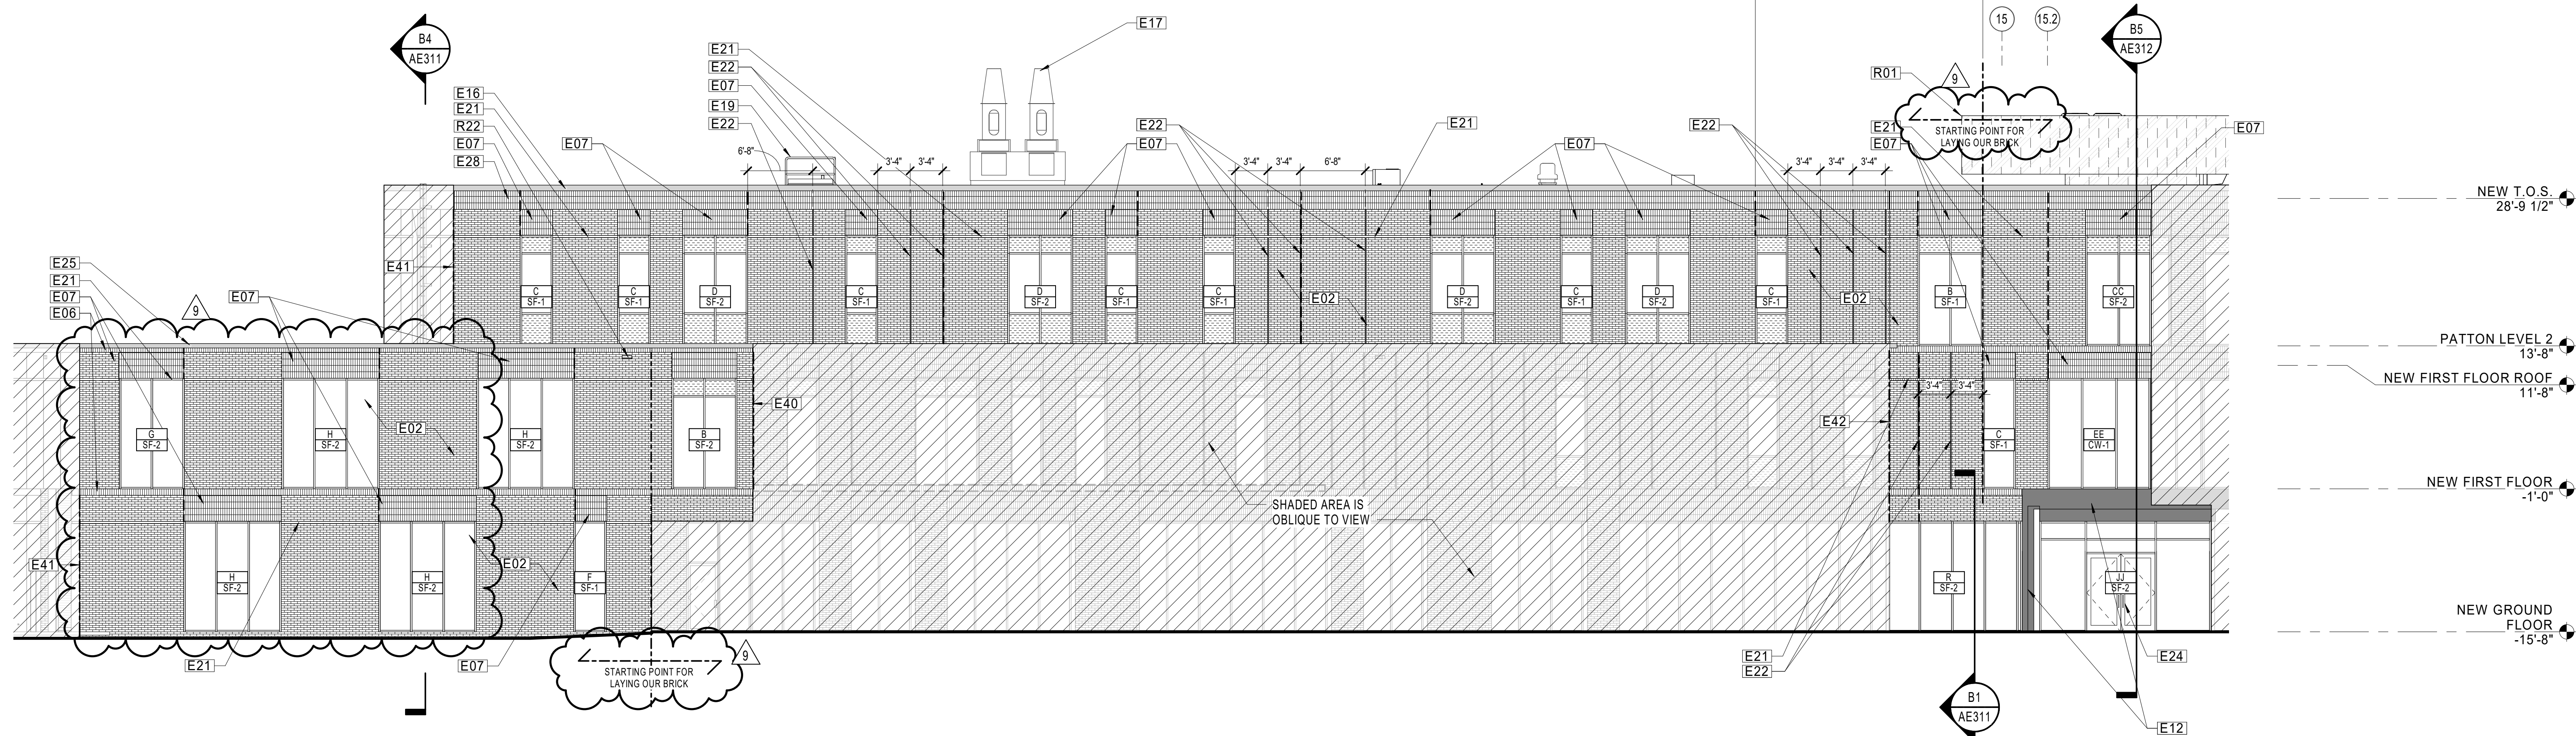 B4
AE311
E17
15
15.2
B5
AE312
E21
E22
E07
E19
E22
R01
9
E16
E21
R22
E07
E28
E07
6'-8"
3'-4"
3'-4"
E22
E07
E21
3'-4"
3'-4"
6'-8"
E07
E22
3'-4"
3'-4"
3'-4"
E21
E07
STARTING POINT FOR
LAYING OUR BRICK
E07
NEW T.O.S.
28'-9 1/2"
E41
C
SF-1
C
SF-1
D
SF-2
C
SF-1
D
SF-2
C
SF-1
C
SF-1
E02
D
SF-2
C
SF-1
D
SF-2
C
SF-1
E02
B
SF-1
CC
SF-2
E25
E21
E07
E06
9
E07
PATTON LEVEL 2
13'-8"
NEW FIRST FLOOR ROOF
11'-8"
3'-4"
3'-4"
E40
E42
G
SF-2
H
SF-2
E02
H
SF-2
B
SF-2
C
SF-1
EE
CW-1
NEW FIRST FLOOR
-1'-0"
SHADED AREA IS
OBLIQUE TO VIEW
E41
H
SF-2
H
SF-2
E02
F
SF-1
R
SF-2
JJ
SF-2
NEW GROUND
FLOOR
-15'-8"
E21
E07
STARTING POINT FOR
LAYING OUR BRICK
9
E21
E22
E24
B1
AE311
E12